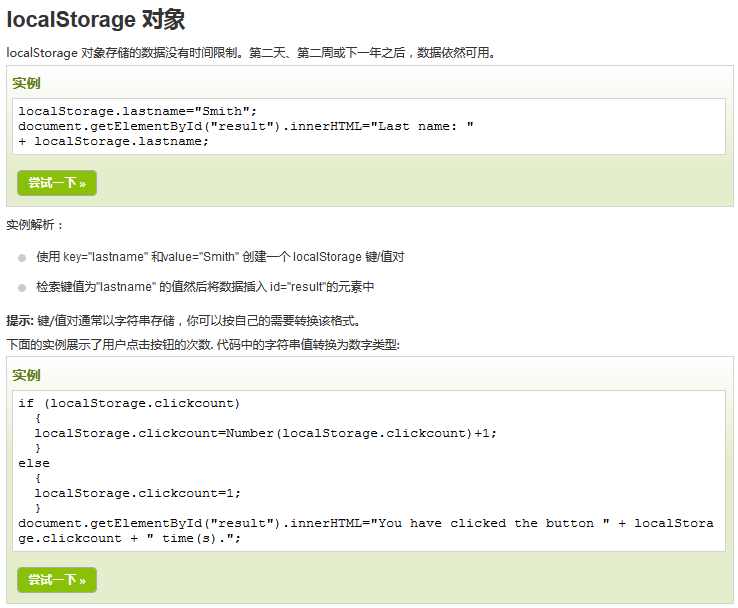 localStorage 对象
localStorage 对象存储的数据没有时间限制。第二天、第二周或下一年之后，数据依然可用。
实例
localStorage.lastname="Smith";
document.getElementById("result").innerHTML="Last name: "
+ localStorage.lastname;
尝试一下 »
实例解析：
使用 key="lastname" 和value="Smith" 创建一个 localStorage 键/值对
检索键值为"lastname" 的值然后将数据插入 id="result"的元素中
提示: 键/值对通常以字符串存储，你可以按自己的需要转换该格式。
下面的实例展示了用户点击按钮的次数. 代码中的字符串值转换为数字类型:
实例
if (localStorage.clickcount)
  {
  localStorage.clickcount=Number(localStorage.clickcount)+1;
  }
else
  {
  localStorage.clickcount=1;
  }
document.getElementById("result").innerHTML="You have clicked the button " + localStora
ge.clickcount + " time(s).";
尝试一下 »